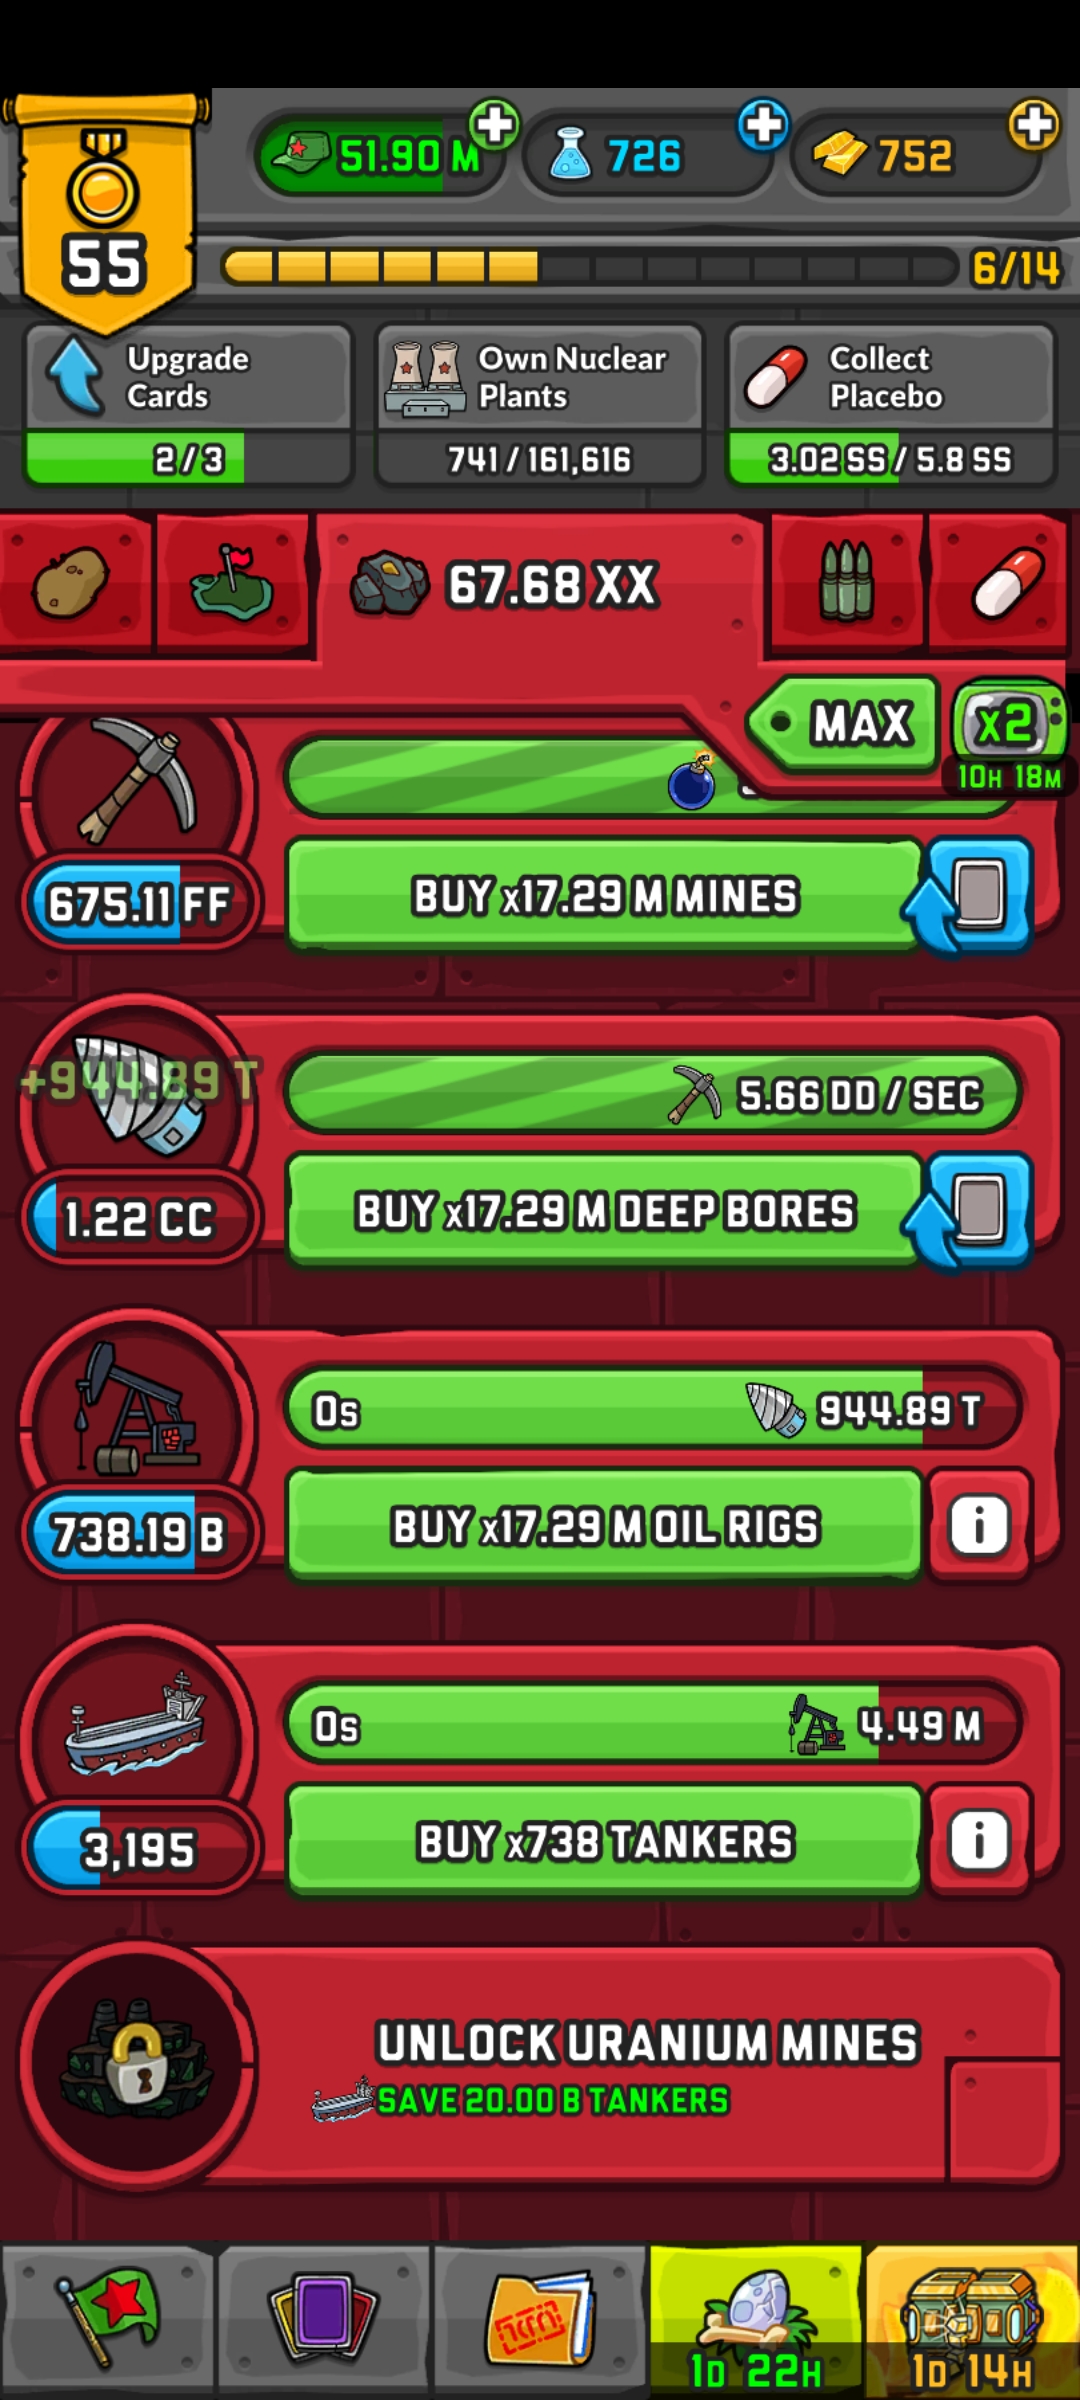 55
51.90 M
726
752
6/14
Upgrade
Cards
2/3
Own Nuclear
Plants
741/161,616
Collect
Placebo
3.02 SS / 5.8 SS
67.68 XX
MAX
x2
10H 18M
675.11 FF
BUY x17.29 M MINES
+944.89 T
5.66 DD / SEC
1.22 CC
BUY x17.29 M DEEP BORES
0s
944.89 T
738.19 B
BUY x17.29 M OIL RIGS
i
0s
4.49 M
3,195
BUY x738 TANKERS
i
UNLOCK URANIUM MINES
SAVE 20.00 B TANKERS
1D 22H
1D 14H